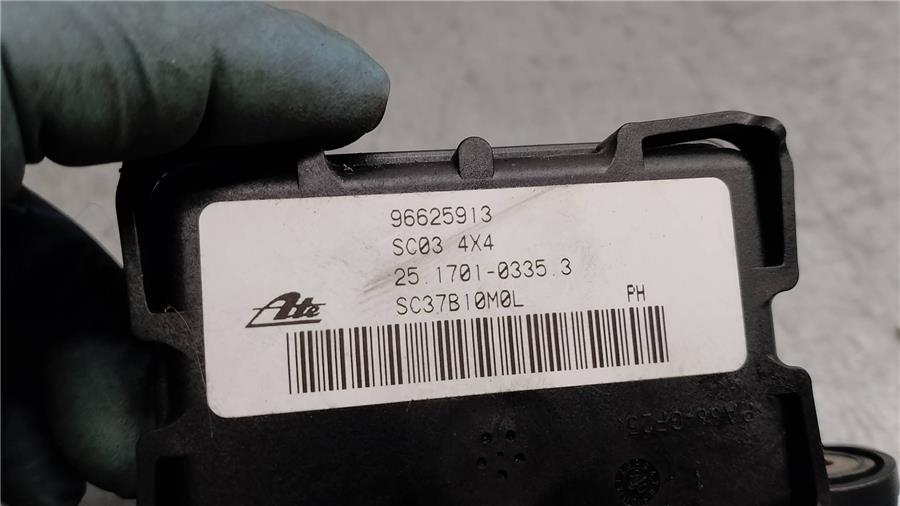 96625913
SC03 4X4
25.1701-0335.3
SC37B10M0L PH
Ate